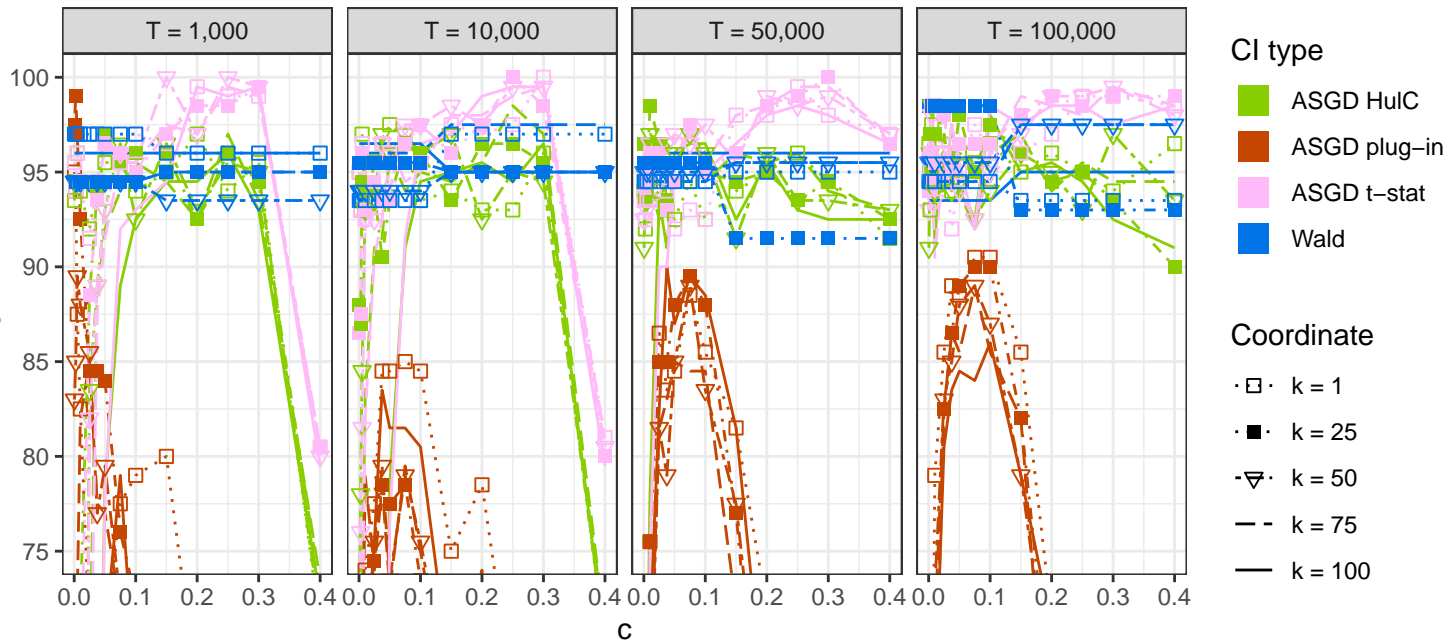 T = 1,000
T = 10,000
T = 50,000
T = 100,000
100
95
90
85
80
75
0.0 0.1 0.2 0.3 0.4
0.0 0.1 0.2 0.3 0.4
0.0 0.1 0.2 0.3 0.4
0.0 0.1 0.2 0.3 0.4
c
CI type
ASGD HulC
ASGD plug−in
ASGD t−stat
Wald
Coordinate
k = 1
k = 25
k = 50
k = 75
k = 100